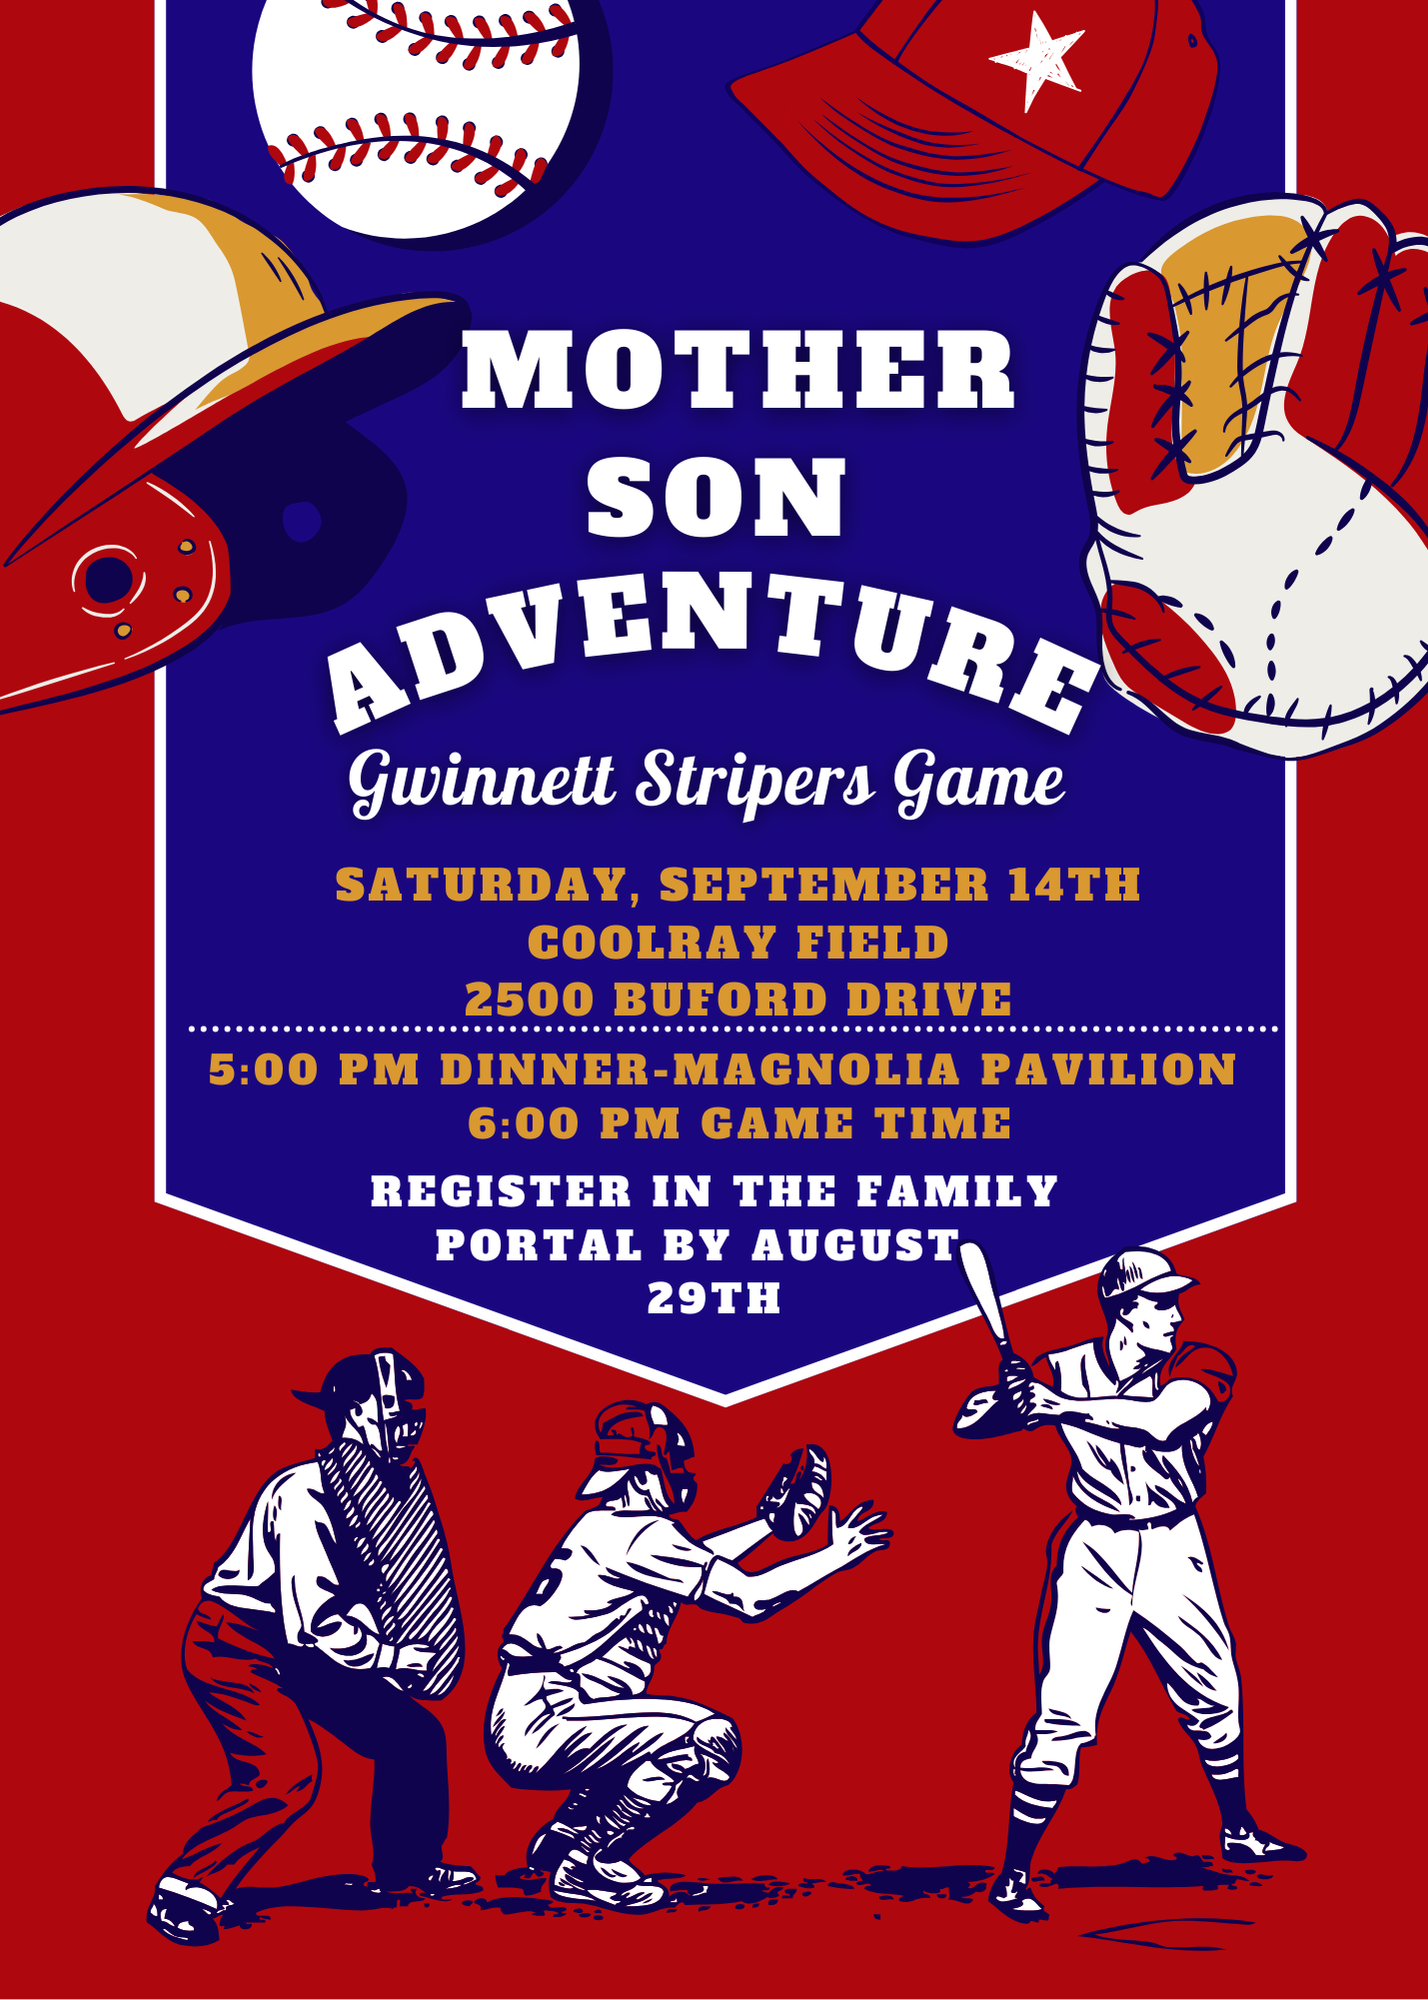 MOTHER
SON
ADVENTURE
Gwinnett Stripers Game
SATURDAY, SEPTEMBER 14TH
COOLRAY FIELD
2500 BUFORD DRIVE
5:00 PM DINNER-MAGNOLIA PAVILION
6:00 PM GAME TIME
REGISTER IN THE FAMILY
PORTAL BY AUGUST
29TH